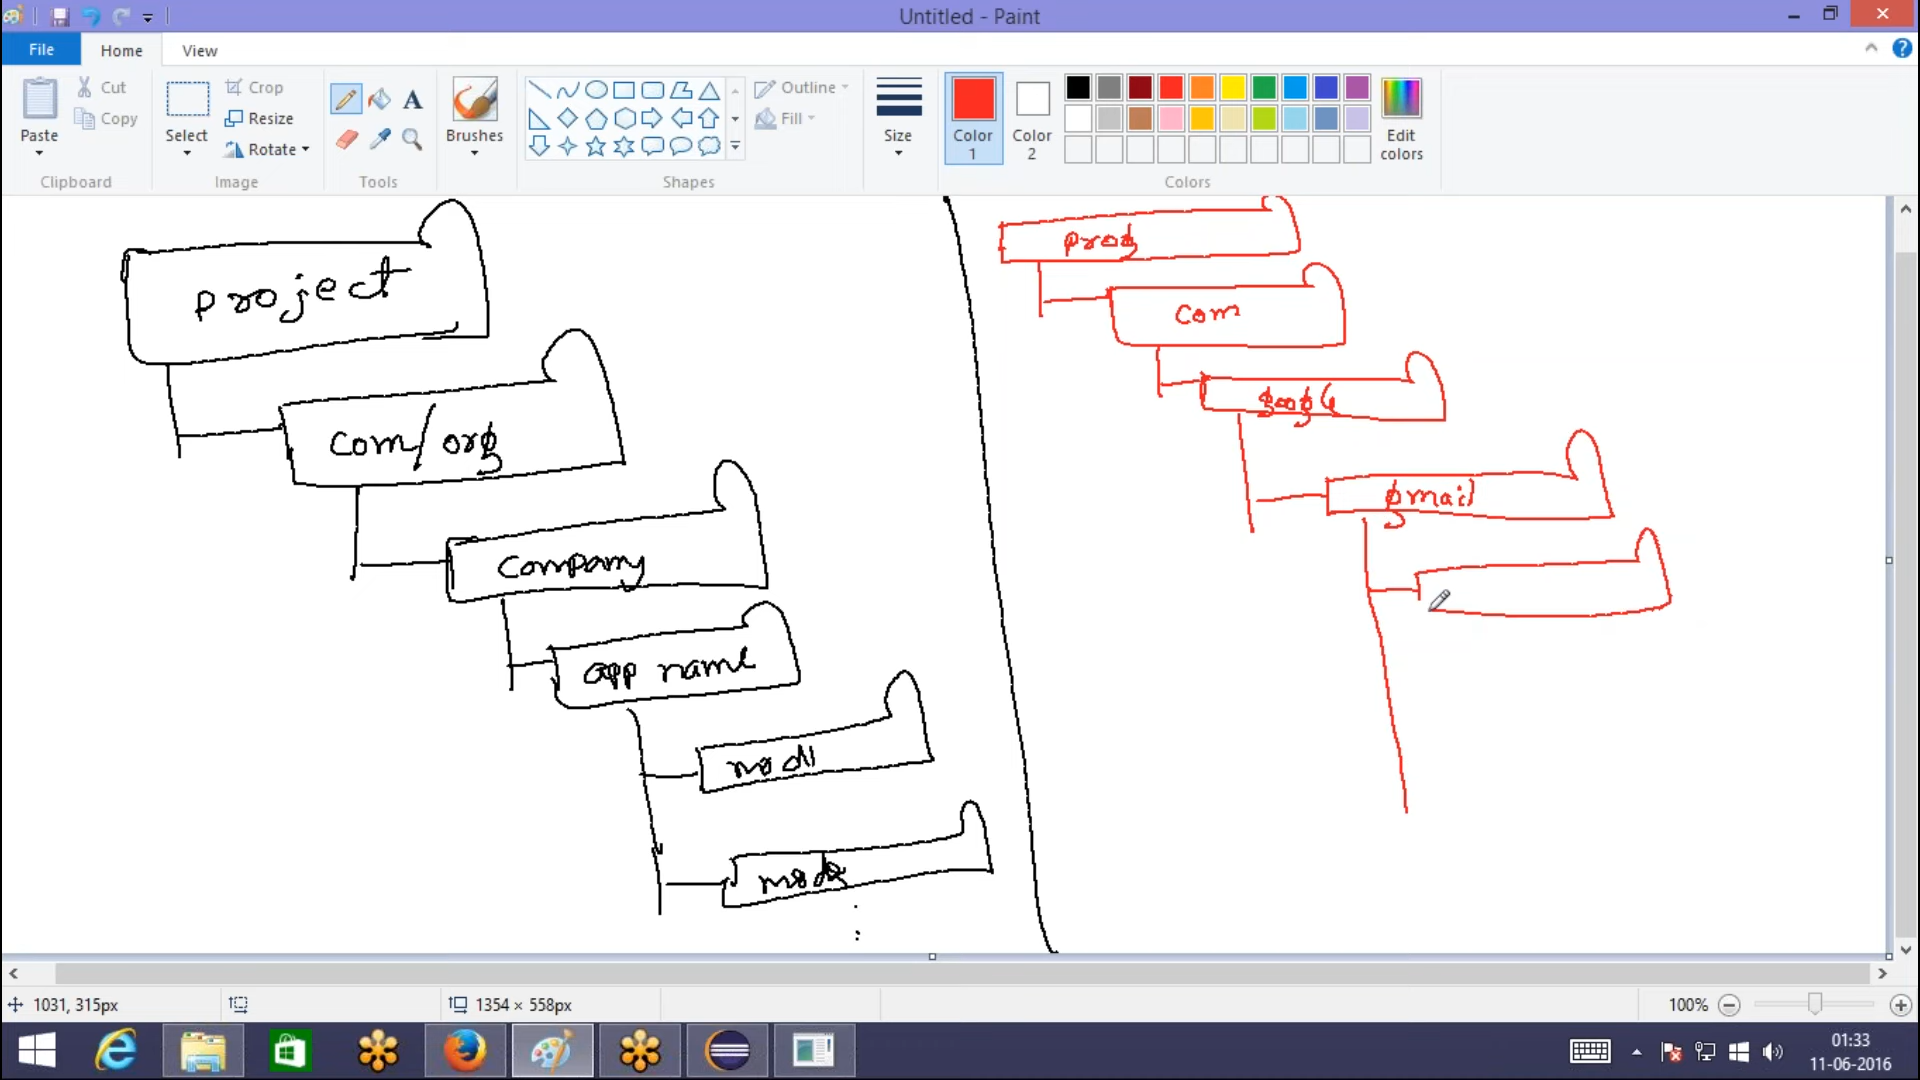 Untitled - Paint
File
Home
View
Paste
Cut
Copy
Clipboard
Select
Crop
Resize
Rotate
Image
A
Tools
Brushes
Shapes
Outline
Fill
Size
Color
1
Color
2
Edit
colors
Colors
project
com/org
company
app name
com
gmail
1031, 315px
1354 × 558px
100%
01:33
11-06-2016